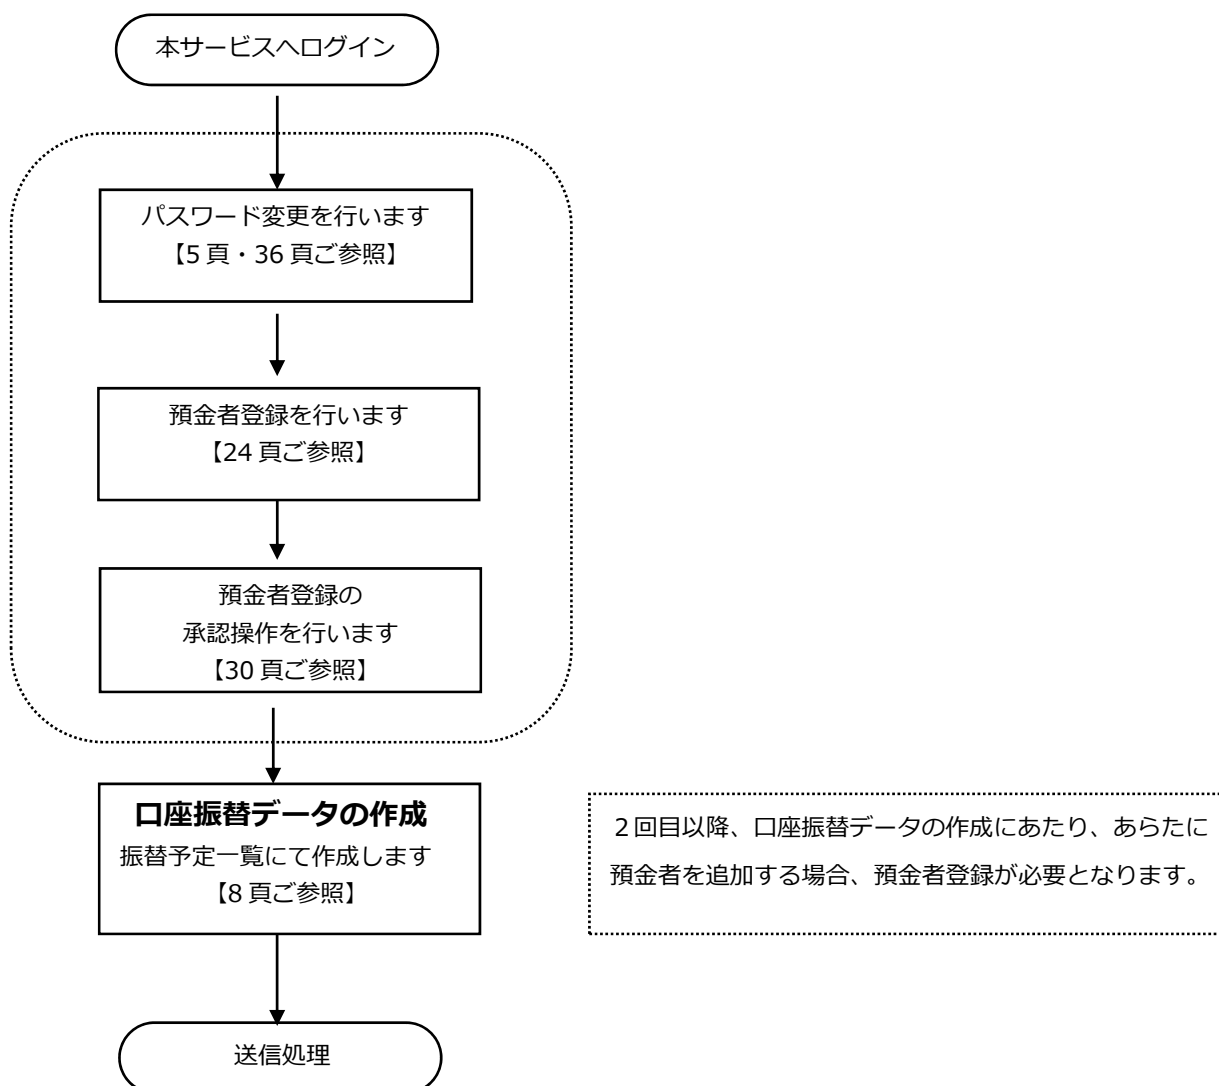 本サービスへログイン
パスワード変更を行います
【5 頁・36 頁ご参照】
預金者登録を行います
【24 頁ご参照】
預金者登録の
承認操作を行います
【30 頁ご参照】
口座振替データの作成
振替予定一覧にて作成します
【8 頁ご参照】
２回目以降、口座振替データの作成にあたり、あらたに
預金者を追加する場合、預金者登録が必要となります。
送信処理